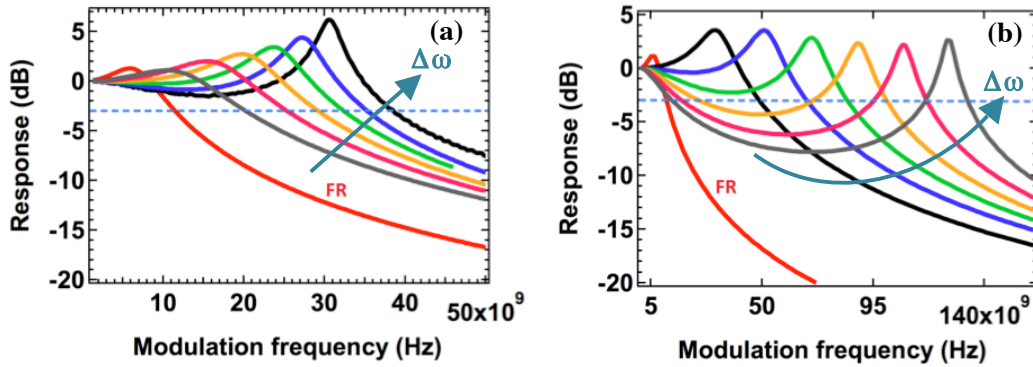 (a)
Δω
5
0
-5
-10
-15
-20
Response (dB)
FR
10
20
30
40
50x10⁹
Modulation frequency (Hz)
(b)
Δω
5
0
-5
-10
-15
-20
Response (dB)
FR
5
50
95
140x10⁹
Modulation frequency (Hz)